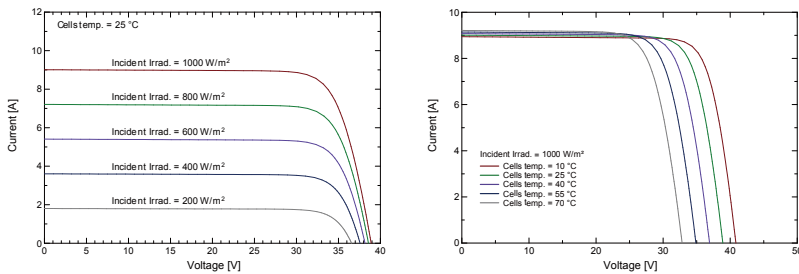 Cells temp. = 25 °C
Incident Irrad. = 1000 W/m²
Incident Irrad. = 800 W/m²
Incident Irrad. = 600 W/m²
Incident Irrad. = 400 W/m²
Incident Irrad. = 200 W/m²
Current [A]
12
10
8
6
4
2
0
0 5 10 15 20 25 30 35 40
Voltage [V]
Current [A]
10
8
6
4
2
0
Incident Irrad. = 1000 W/m²
Cells temp. = 10 °C
Cells temp. = 25 °C
Cells temp. = 40 °C
Cells temp. = 55 °C
Cells temp. = 70 °C
0 10 20 30 40 50
Voltage [V]